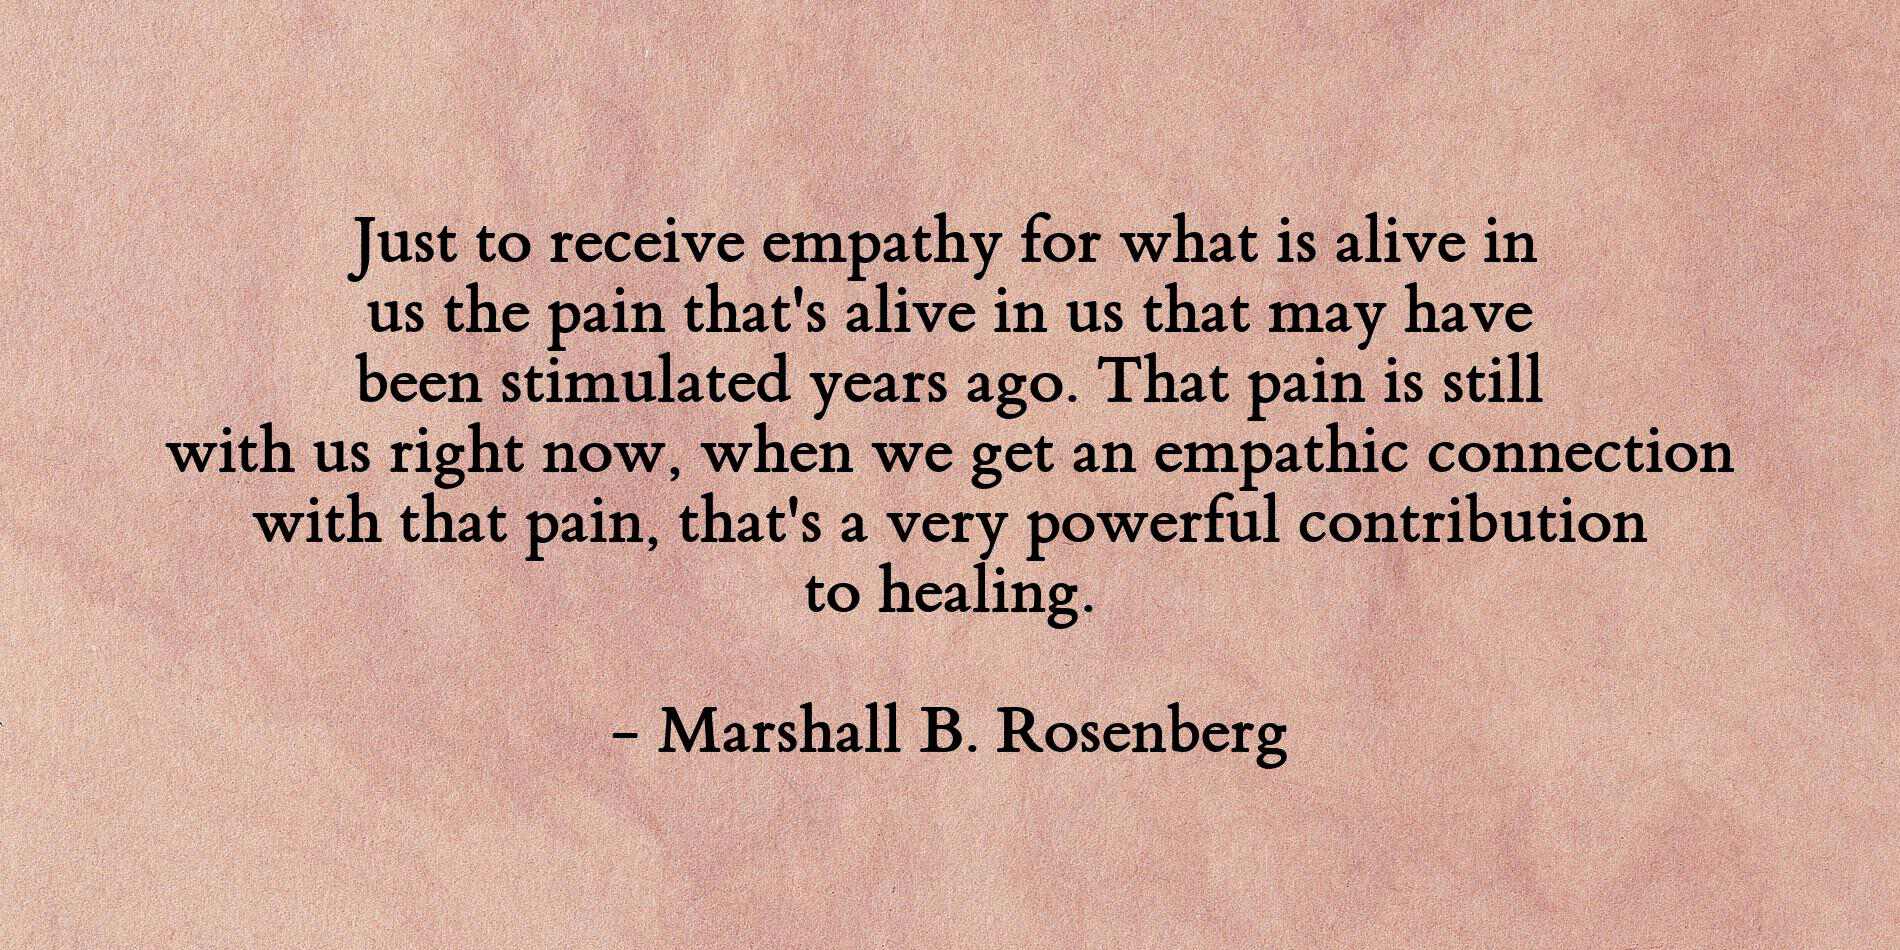 Just to receive empathy for what is alive in
us the pain that's alive in us that may have
been stimulated years ago. That pain is still
with us right now, when we get an empathic connection
with that pain, that's a very powerful contribution
to healing.
– Marshall B. Rosenberg